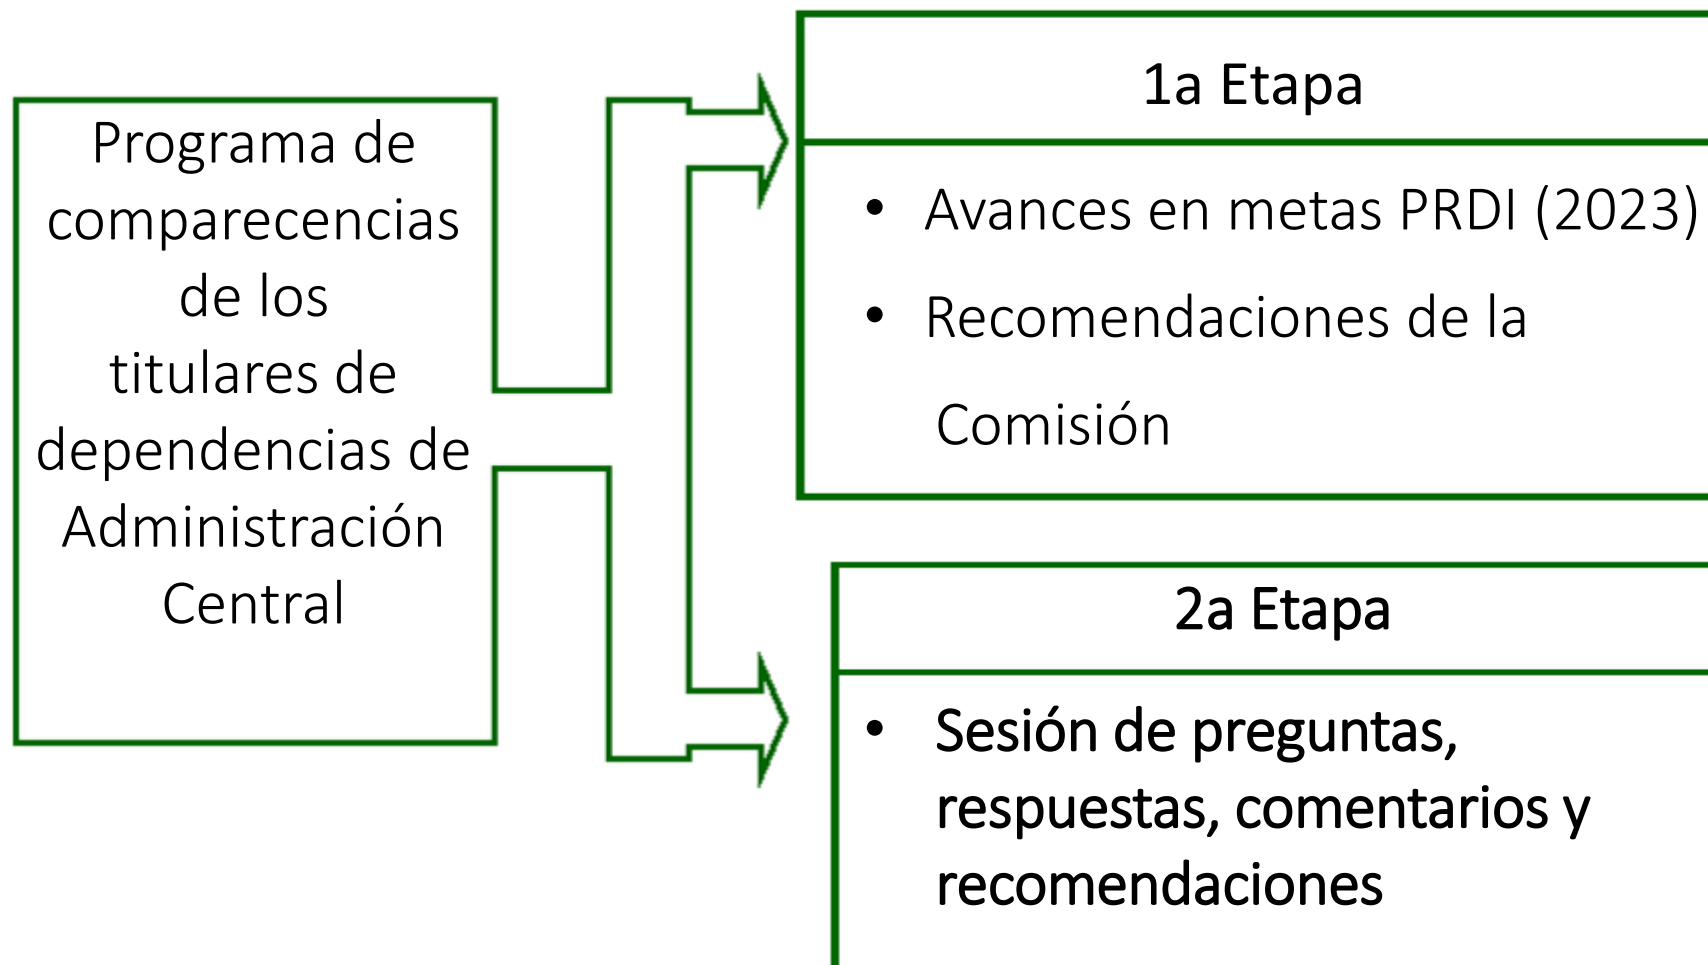 Programa de
comparecencias
de los
titulares de
dependencias de
Administración
Central
1a Etapa
• Avances en metas PRDI (2023)
• Recomendaciones de la
Comisión
2a Etapa
• Sesión de preguntas,
respuestas, comentarios y
recomendaciones